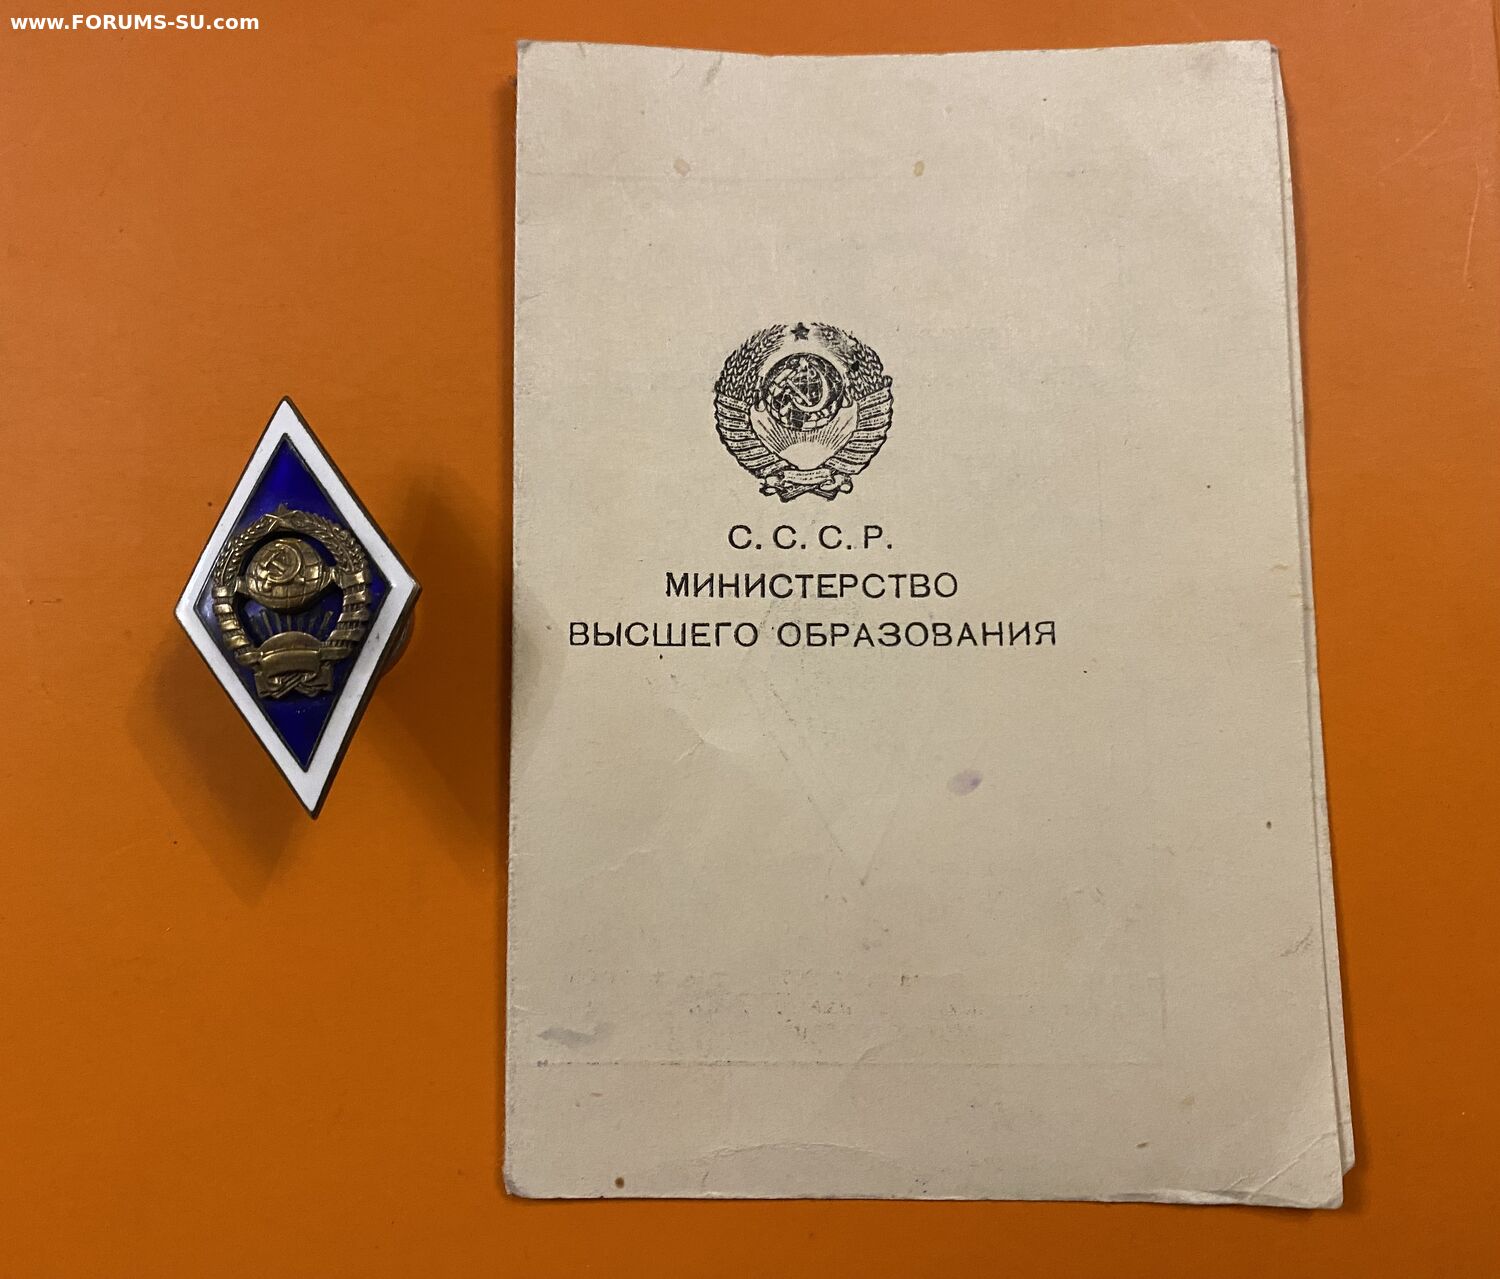 www.FORUMS-SU.com
С. С. С. Р.
МИНИСТЕРСТВО
ВЫСШЕГО ОБРАЗОВАНИЯ